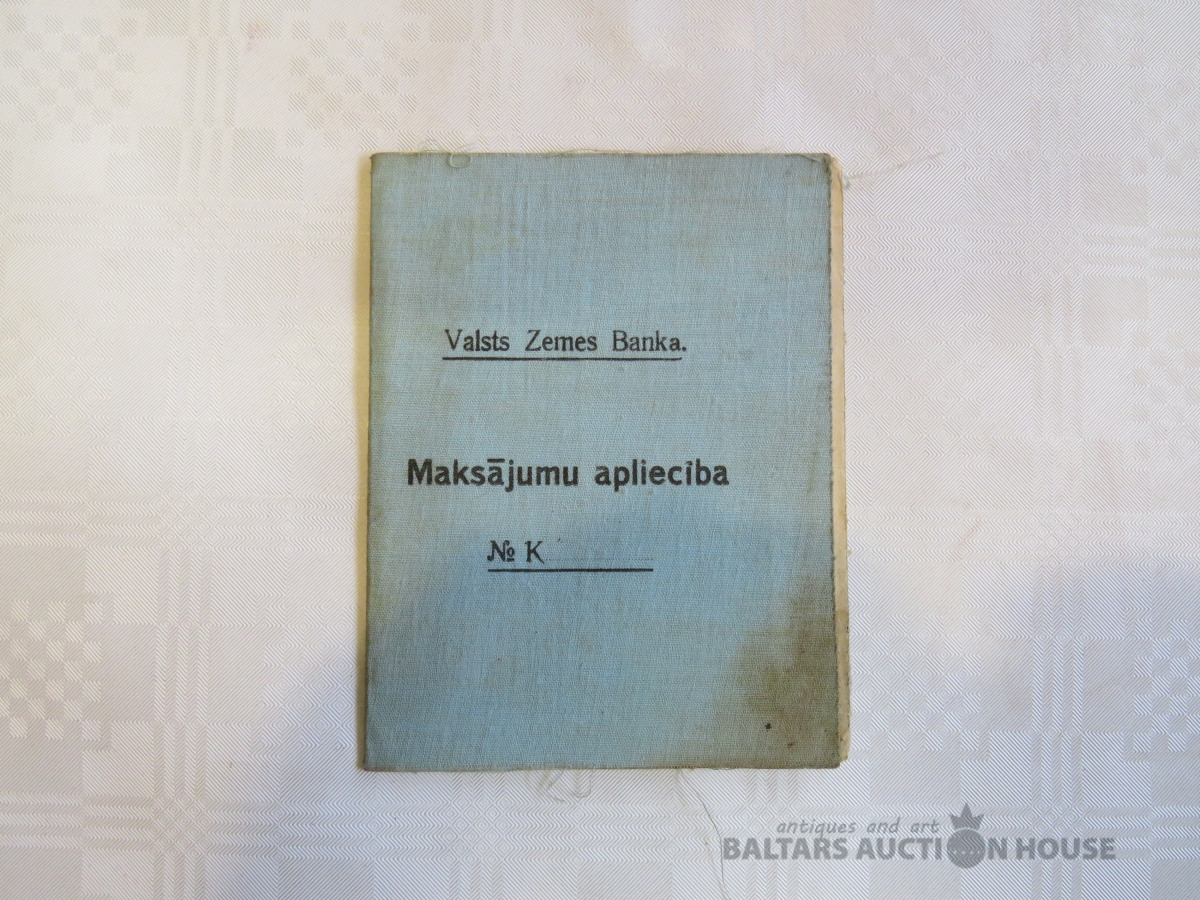 Valsts Zemes Banka.
Maksājumu apliecība
№ K
antiques and art
BALTARS AUCTION HOUSE